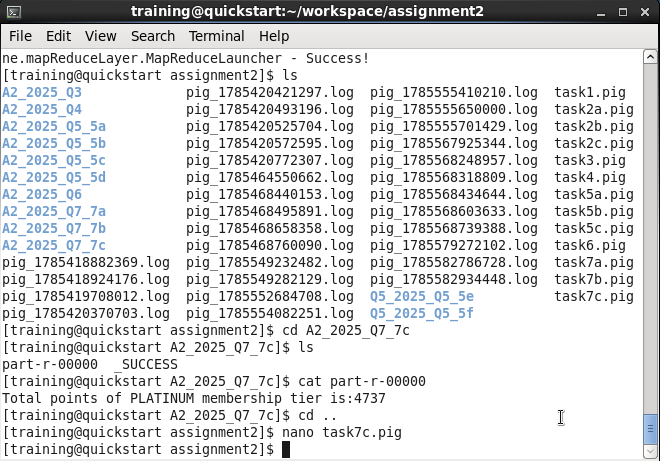 training@quickstart:~/workspace/assignment2
File Edit View Search Terminal Help
ne.mapReduceLayer.MapReduceLauncher - Success!
[training@quickstart assignment2]$ ls
A2_2025_Q3 pig_1785420421297.log pig_1785555410210.log task1.pig
A2_2025_Q4 pig_1785420493196.log pig_1785555650000.log task2a.pig
A2_2025_Q5_5a pig_1785420525704.log pig_1785555701429.log task2b.pig
A2_2025_Q5_5b pig_1785420572595.log pig_1785567925344.log task2c.pig
A2_2025_Q5_5c pig_1785420772307.log pig_1785568248957.log task3.pig
A2_2025_Q5_5d pig_1785464550662.log pig_1785568318809.log task4.pig
A2_2025_Q6 pig_1785468440153.log pig_1785568434644.log task5a.pig
A2_2025_Q7_7a pig_1785468495891.log pig_1785568603633.log task5b.pig
A2_2025_Q7_7b pig_1785468658358.log pig_1785568739388.log task5c.pig
A2_2025_Q7_7c pig_1785468760090.log pig_1785579272102.log task6.pig
pig_1785418882369.log pig_1785549232482.log pig_1785582786728.log task7a.pig
pig_1785418924176.log pig_1785549282129.log pig_1785582934448.log task7b.pig
pig_1785419708012.log pig_1785552684708.log Q5_2025_Q5_5e task7c.pig
pig_1785420370703.log pig_1785554082251.log Q5_2025_Q5_5f
[training@quickstart assignment2]$ cd A2_2025_Q7_7c
[training@quickstart A2_2025_Q7_7c]$ ls
part-r-00000 _SUCCESS
[training@quickstart A2_2025_Q7_7c]$ cat part-r-00000
Total points of PLATINUM membership tier is:4737
[training@quickstart A2_2025_Q7_7c]$ cd ..
[training@quickstart assignment2]$ nano task7c.pig
[training@quickstart assignment2]$